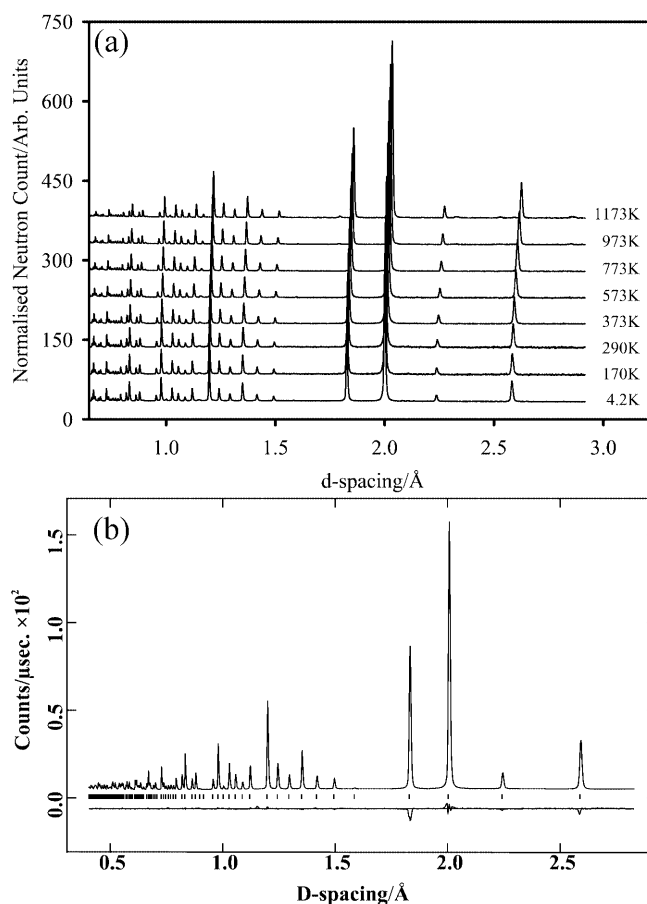 (a)
Normalised Neutron Count/Arb. Units
750
600
450
300
150
0
1173K
973K
773K
573K
373K
290K
170K
4.2K
1.0
1.5
2.0
2.5
3.0
d-spacing/Å
(b)
Counts/μsec. ×10²
1.5
1.0
0.5
0.0
0.5
1.0
1.5
2.0
2.5
D-spacing/Å